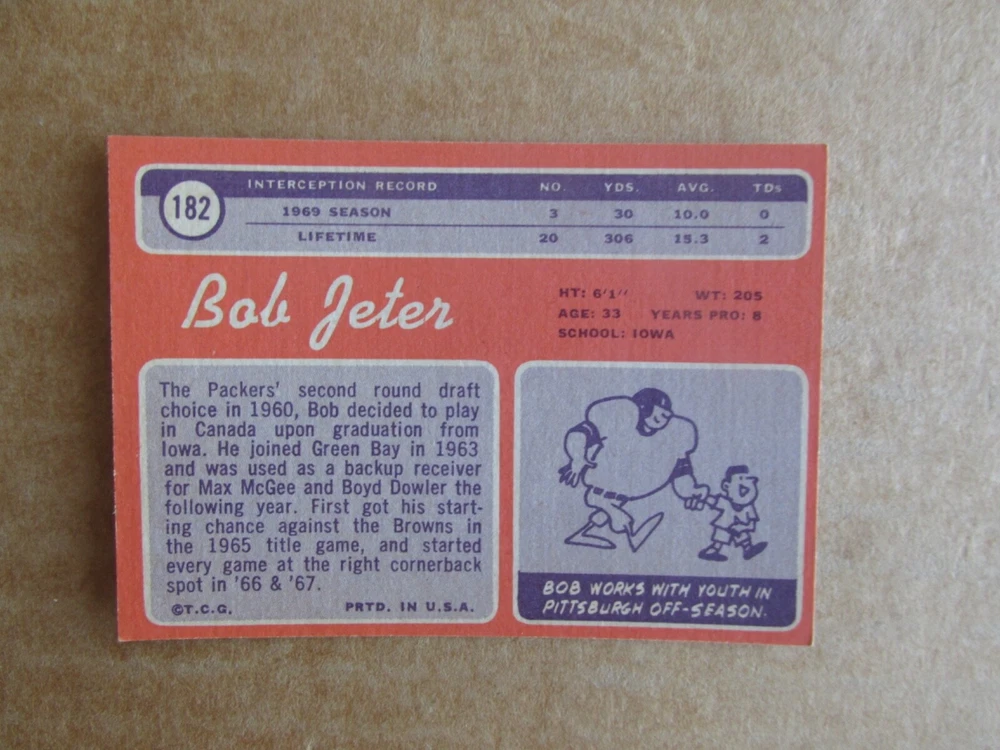 182
INTERCEPTION RECORD NO. YDS. AVG. TDs
1969 SEASON 3 30 10.0 0
LIFETIME 20 306 15.3 2
Bob Jeter
HT: 6'1" WT: 205
AGE: 33 YEARS PRO: 8
SCHOOL: IOWA
The Packers' second round draft
choice in 1960, Bob decided to play
in Canada upon graduation from
Iowa. He joined Green Bay in 1963
and was used as a backup receiver
for Max McGee and Boyd Dowler the
following year. First got his start-
ing chance against the Browns in
the 1965 title game, and started
every game at the right cornerback
spot in '66 & '67.
©T.C.G. PRTD. IN U.S.A.
BOB WORKS WITH YOUTH IN
PITTSBURGH OFF-SEASON.